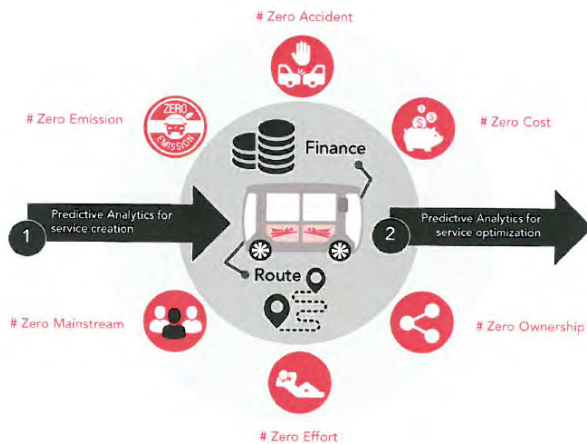 # Zero Accident
# Zero Emission
ZERO
EMISSION
# Zero Cost
Finance
1
Predictive Analytics for
service creation
2
Predictive Analytics for
service optimization
Route
# Zero Mainstream
# Zero Ownership
# Zero Effort